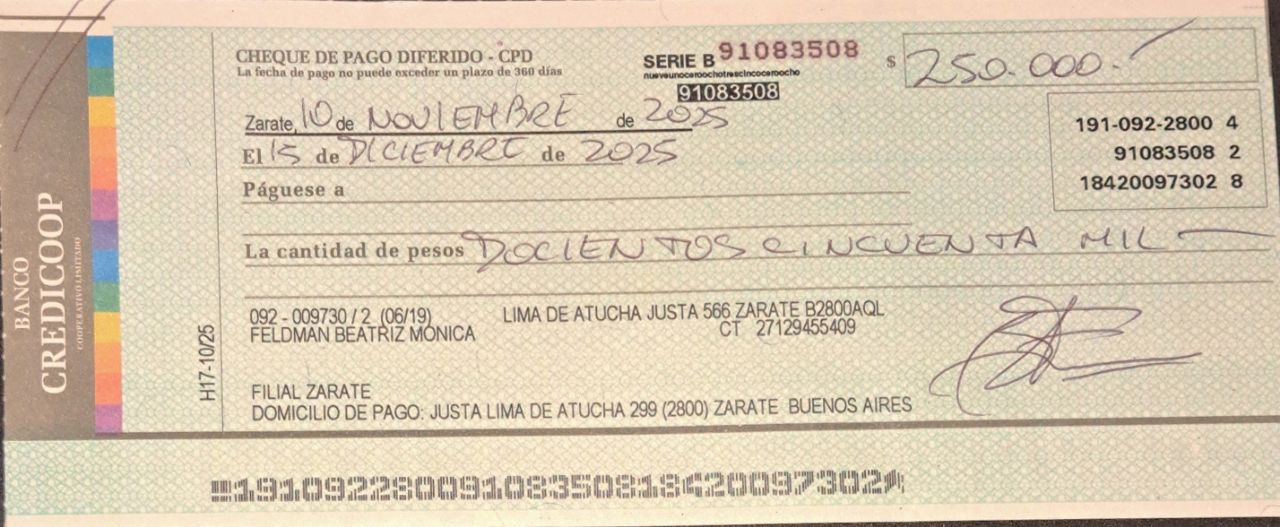 BANCO
CREDICOOP
COOPERATIVO LIMITADO
H17-10/25
CHEQUE DE PAGO DIFERIDO - CPD
La fecha de pago no puede exceder un plazo de 360 días
SERIE B 91083508
nueveunoceroochotrescincoceroocho
91083508
$ 250.000.-
Zarate, 10 de NOVIEMBRE de 2025
El 15 de DICIEMBRE de 2025
191-092-2800 4
91083508 2
18420097302 8
Páguese a
La cantidad de pesos DOCIENTOS CINCUENTA MIL —
092 - 009730 / 2 (06/19) LIMA DE ATUCHA JUSTA 566 ZARATE B2800AQL
FELDMAN BEATRIZ MONICA CT 27129455409
FILIAL ZARATE
DOMICILIO DE PAGO: JUSTA LIMA DE ATUCHA 299 (2800) ZARATE BUENOS AIRES
19109228009108350818420097302